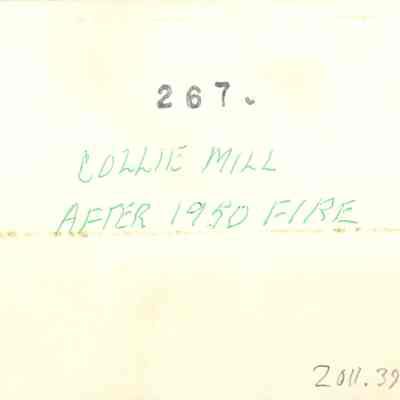 267.
COLLIE MILL
AFTER 1950 FIRE
2011.39